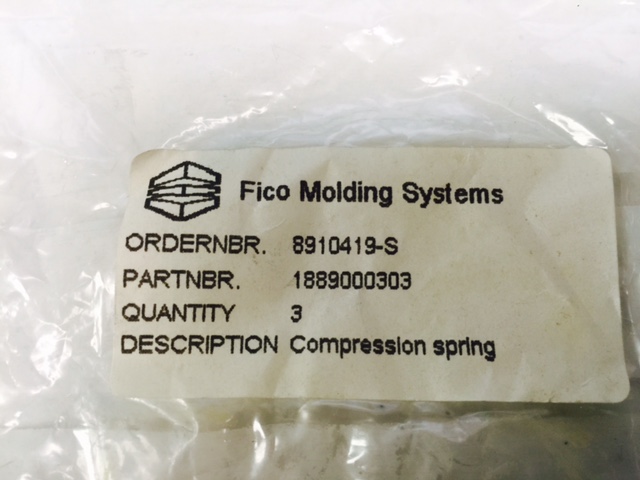 Fico Molding Systems
ORDERNBR. 8910419-S
PARTNBR. 1889000303
QUANTITY 3
DESCRIPTION Compression spring